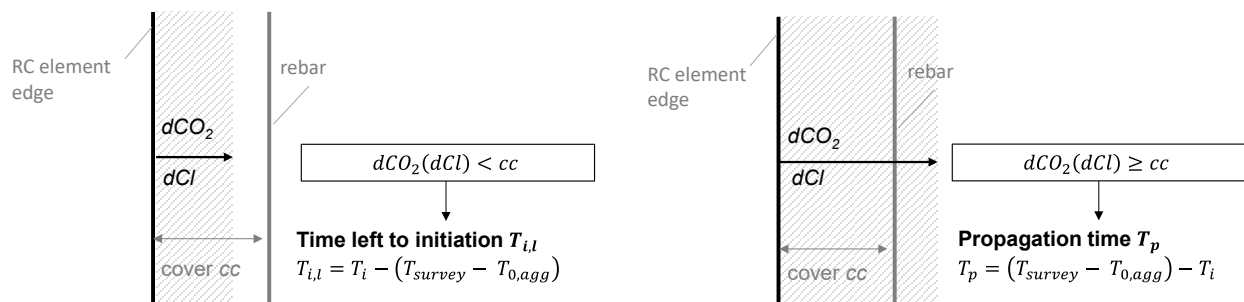 RC element
edge
rebar
dCO₂
dCl
cover cc
dCO₂(dCl) < cc
Time left to initiation Tᵢ,ₗ
Tᵢ,ₗ = Tᵢ − (Tsurvey − T₀,agg)
RC element
edge
rebar
dCO₂
dCl
cover cc
dCO₂(dCl) ≥ cc
Propagation time Tₚ
Tₚ = (Tsurvey − T₀,agg) − Tᵢ